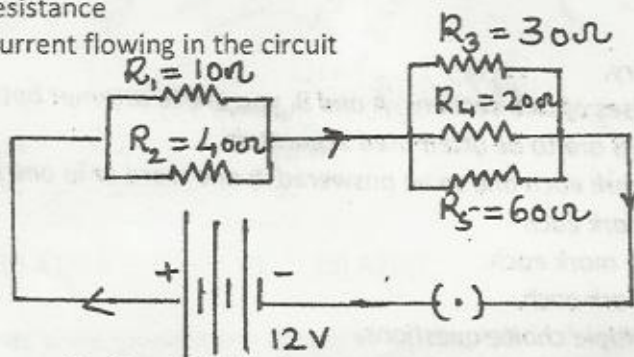 esistance
urrent flowing in the circuit
R₁ = 10Ω
R₂ = 40Ω
R₃ = 30Ω
R₄ = 20Ω
R₅ = 60Ω
+ -
12V